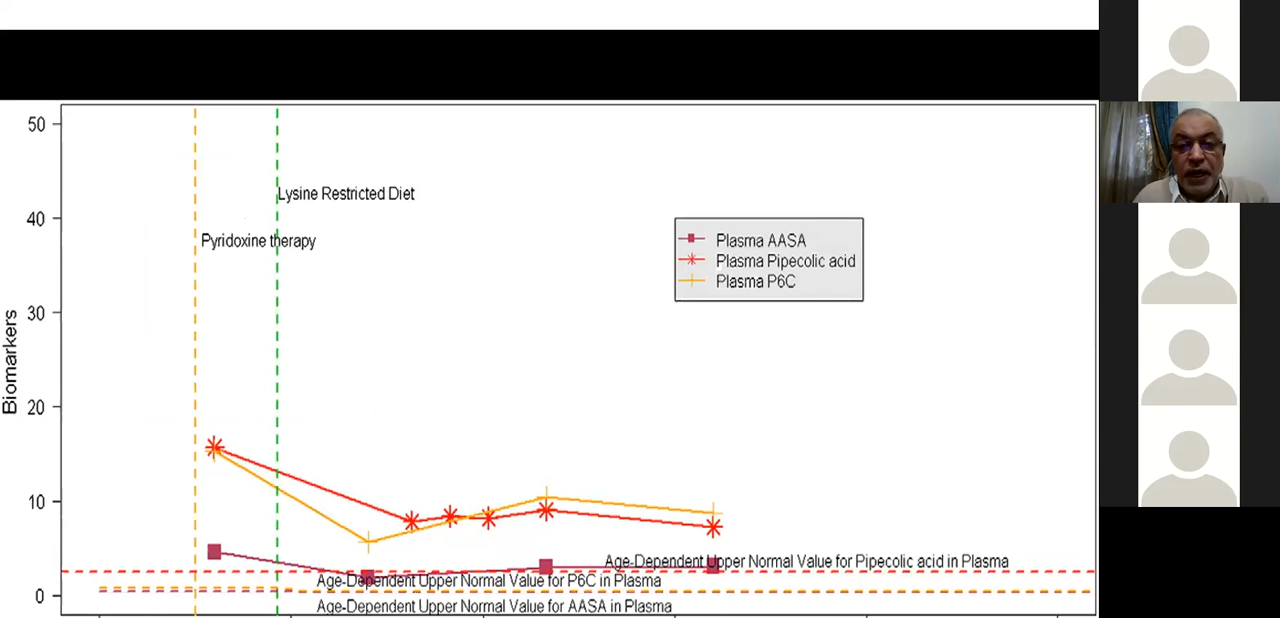 50
Lysine Restricted Diet
40
Pyridoxine therapy
Plasma AASA
Plasma Pipecolic acid
Plasma P6C
30
Biomarkers
20
10
Age-Dependent Upper Normal Value for Pipecolic acid in Plasma
Age-Dependent Upper Normal Value for P6C in Plasma
0
Age-Dependent Upper Normal Value for AASA in Plasma